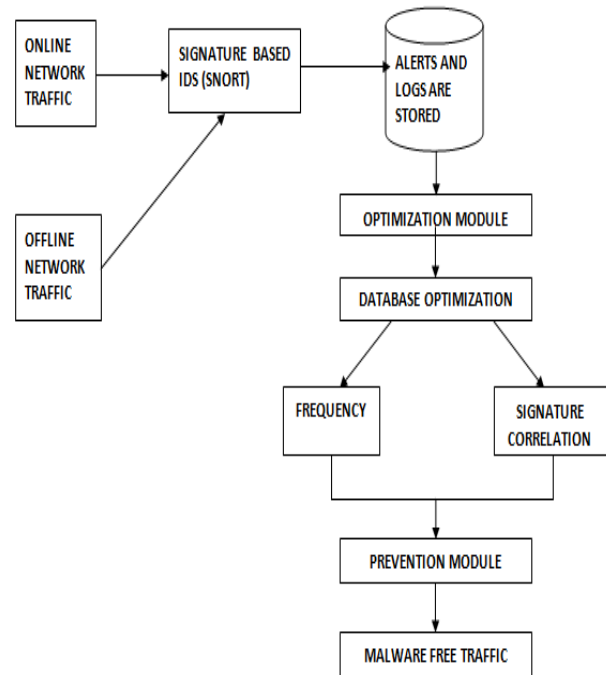 ONLINE
NETWORK
TRAFFIC
SIGNATURE BASED
IDS (SNORT)
ALERTS AND
LOGS ARE
STORED
OFFLINE
NETWORK
TRAFFIC
OPTIMIZATION MODULE
DATABASE OPTIMIZATION
FREQUENCY
SIGNATURE
CORRELATION
PREVENTION MODULE
MALWARE FREE TRAFFIC